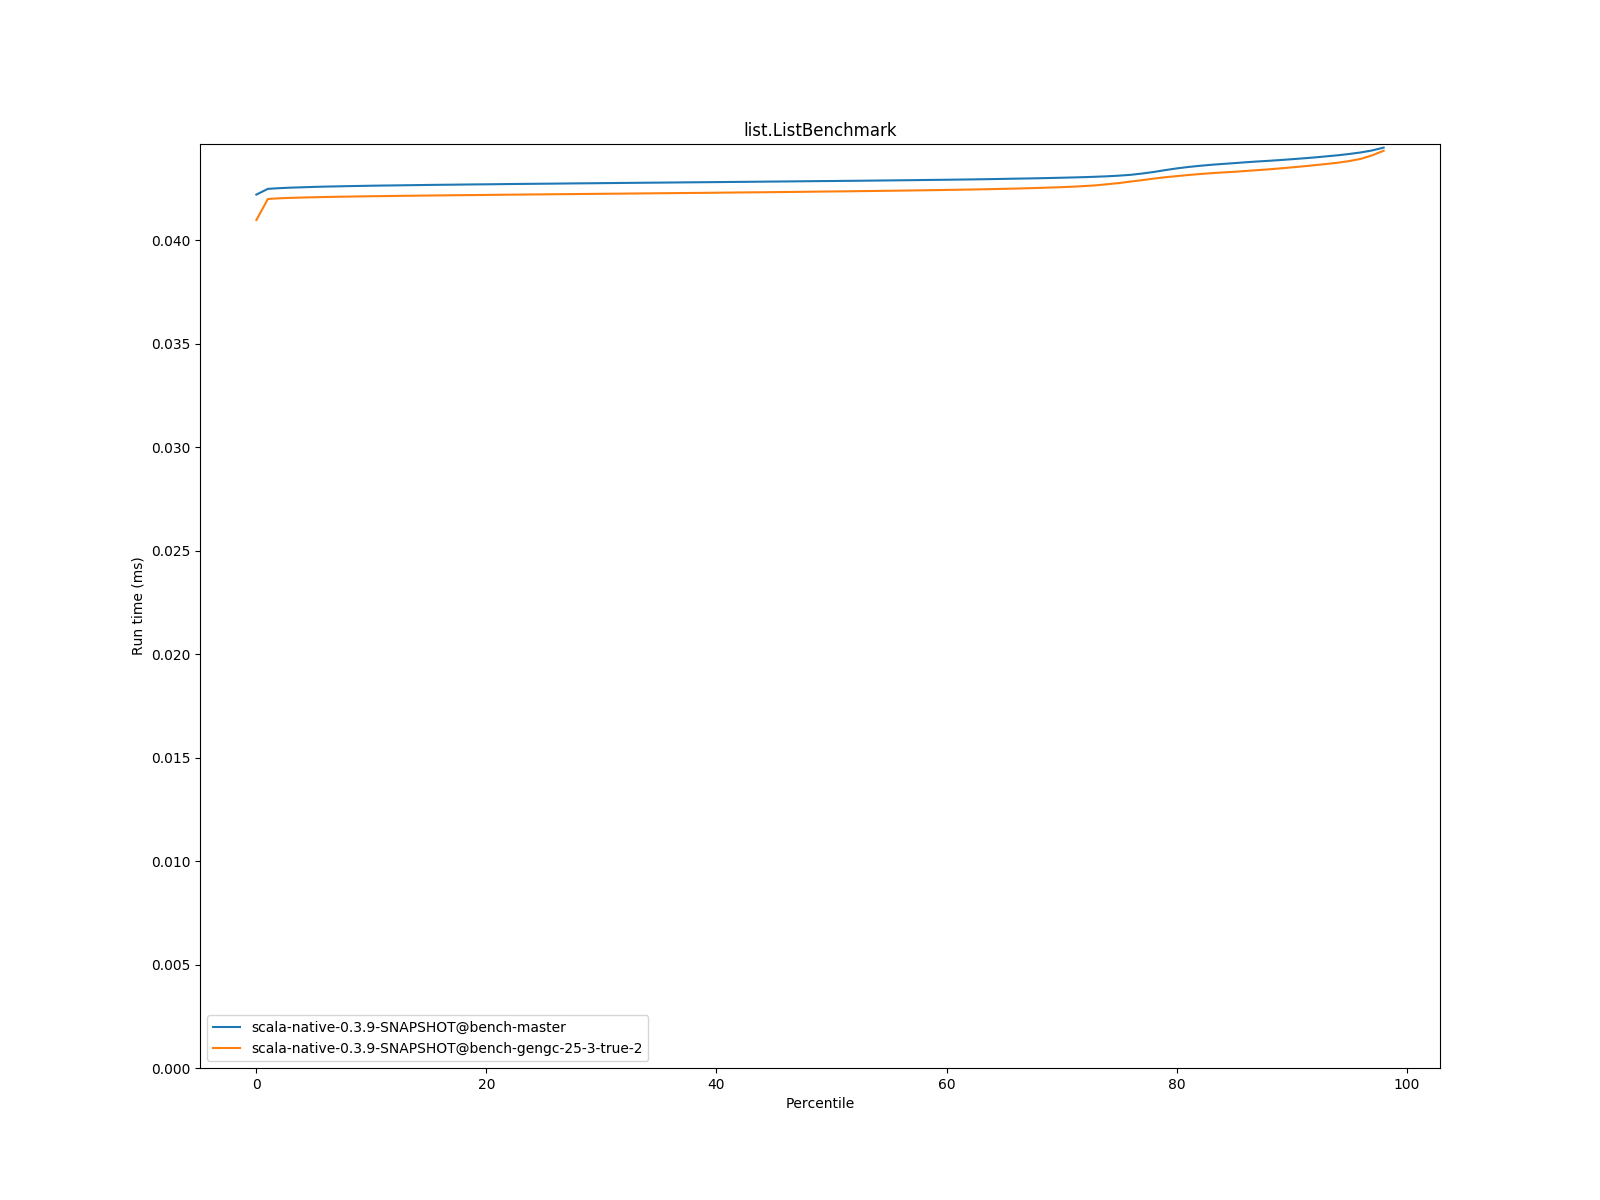 list.ListBenchmark
0.040
0.035
0.030
0.025
0.020
0.015
0.010
0.005
0.000
Run time (ms)
scala-native-0.3.9-SNAPSHOT@bench-master
scala-native-0.3.9-SNAPSHOT@bench-gengc-25-3-true-2
0 20 40 60 80 100
Percentile